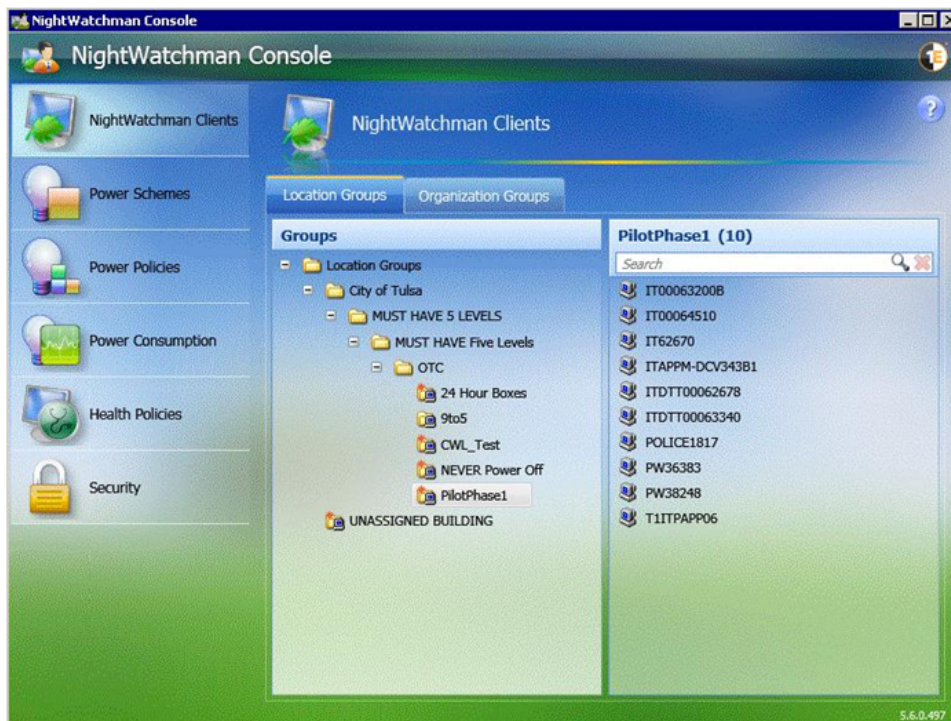 NightWatchman Console
NightWatchman Console
1E
NightWatchman Clients
Power Schemes
Power Policies
Power Consumption
Health Policies
Security
NightWatchman Clients
?
Location Groups
Organization Groups
Groups
Location Groups
City of Tulsa
MUST HAVE 5 LEVELS
MUST HAVE Five Levels
OTC
24 Hour Boxes
9to5
CWL_Test
NEVER Power Off
PilotPhase1
UNASSIGNED BUILDING
PilotPhase1 (10)
Search
IT00063200B
IT00064510
IT62670
ITAPPM-DCV343B1
ITDTT00062678
ITDTT00063340
POLICE1817
PW36383
PW38248
T1ITPAPP06
5.6.0.497